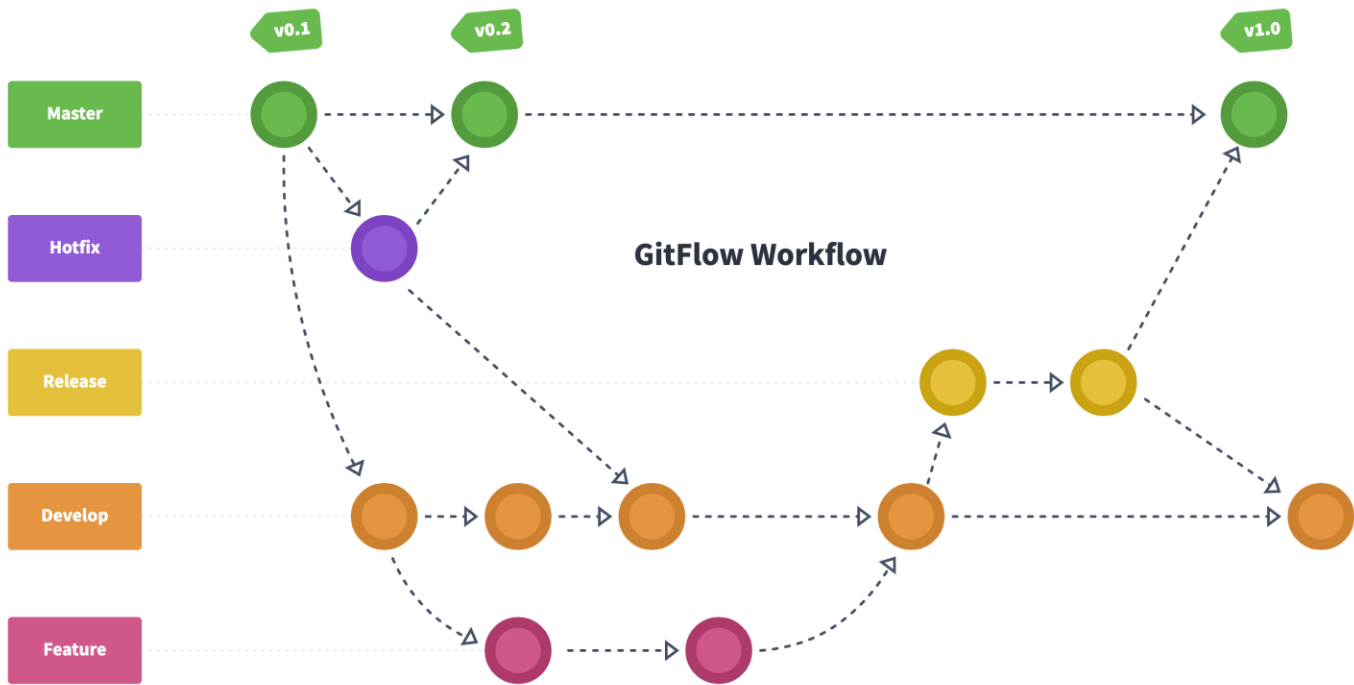 v0.1
v0.2
v1.0
Master
Hotfix
GitFlow Workflow
Release
Develop
Feature